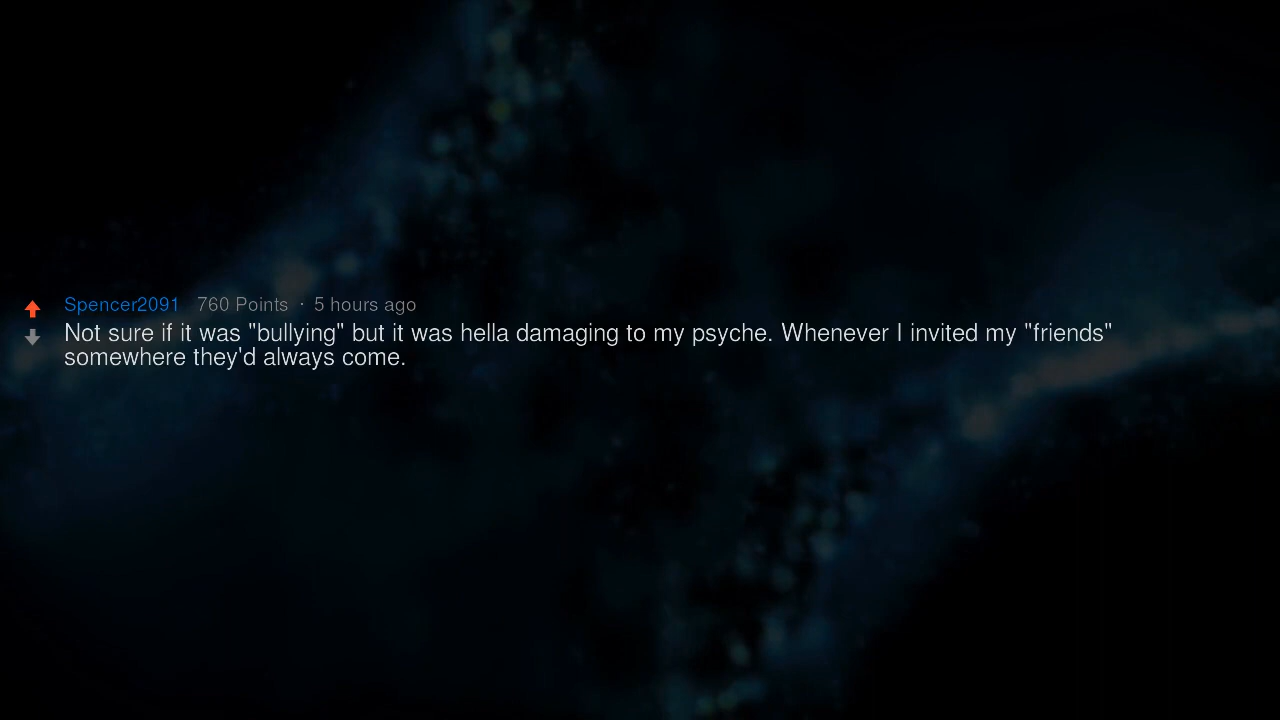 Spencer2091 760 Points · 5 hours ago
Not sure if it was "bullying" but it was hella damaging to my psyche. Whenever I invited my "friends"
somewhere they'd always come.